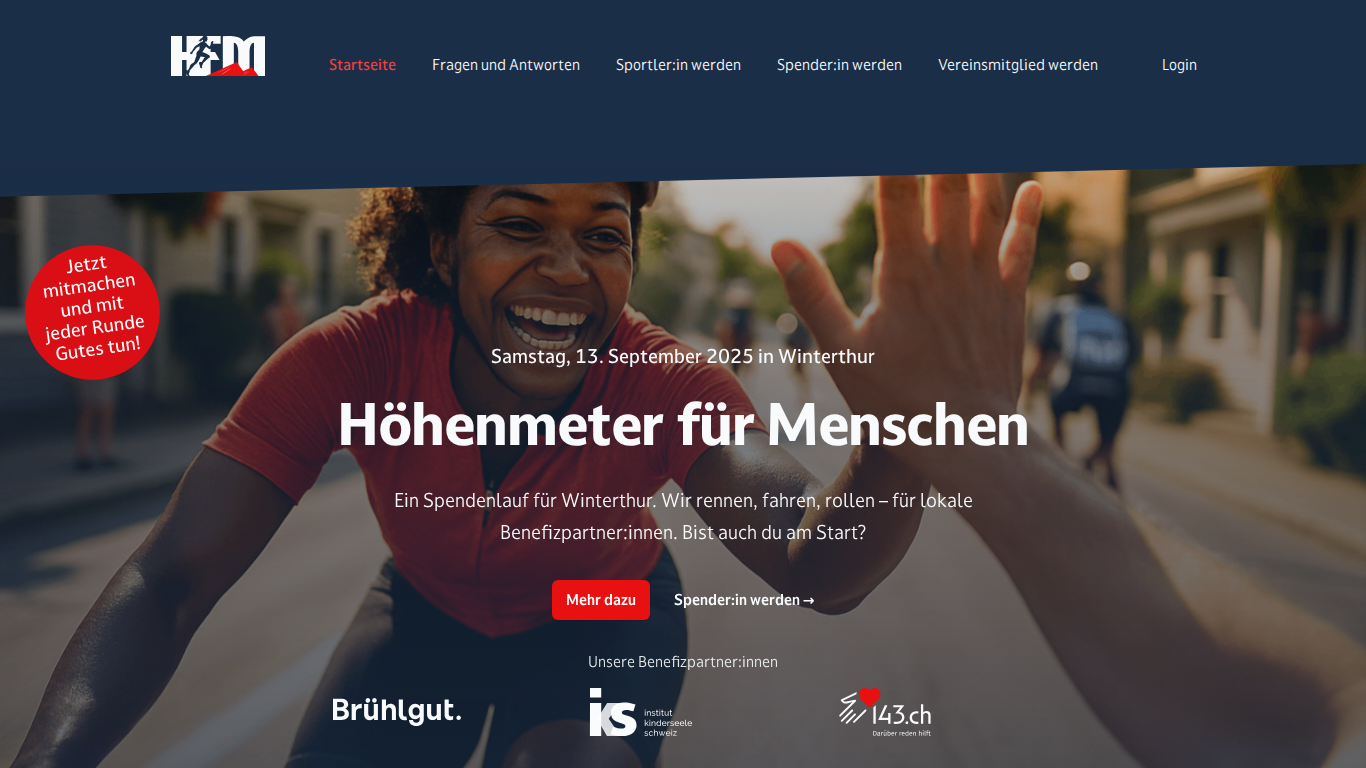 HFM
Startseite
Fragen und Antworten
Sportler:in werden
Spender:in werden
Vereinsmitglied werden
Login
Jetzt
mitmachen
und mit
jeder Runde
Gutes tun!
Samstag, 13. September 2025 in Winterthur
Höhenmeter für Menschen
Ein Spendenlauf für Winterthur. Wir rennen, fahren, rollen – für lokale
Benefizpartner:innen. Bist auch du am Start?
Mehr dazu
Spender:in werden →
Unsere Benefizpartner:innen
Brühlgut.
iks
institut
kinderseele
schweiz
143.ch
Darüber reden hilft